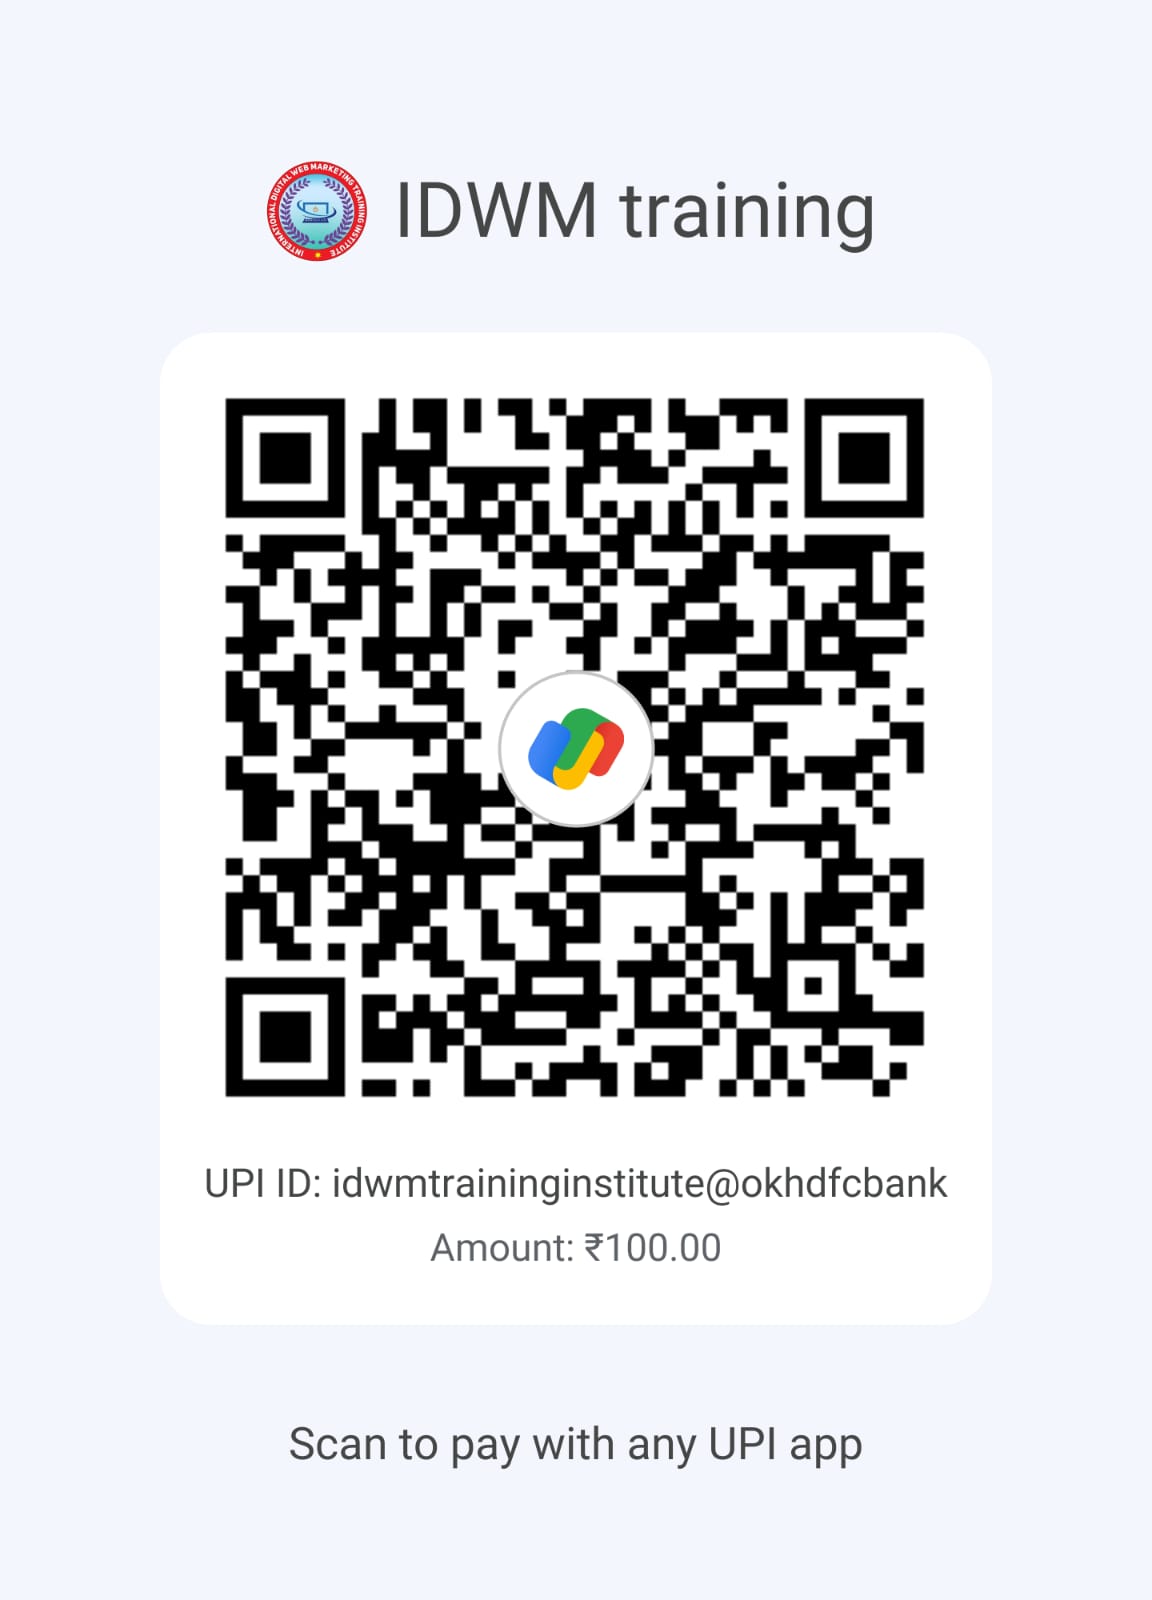 INTERNATIONAL DIGITAL WEB MARKETING TRAINING INSTITUTE
IDWM training
UPI ID: idwmtraininginstitute@okhdfcbank
Amount: ₹100.00
Scan to pay with any UPI app